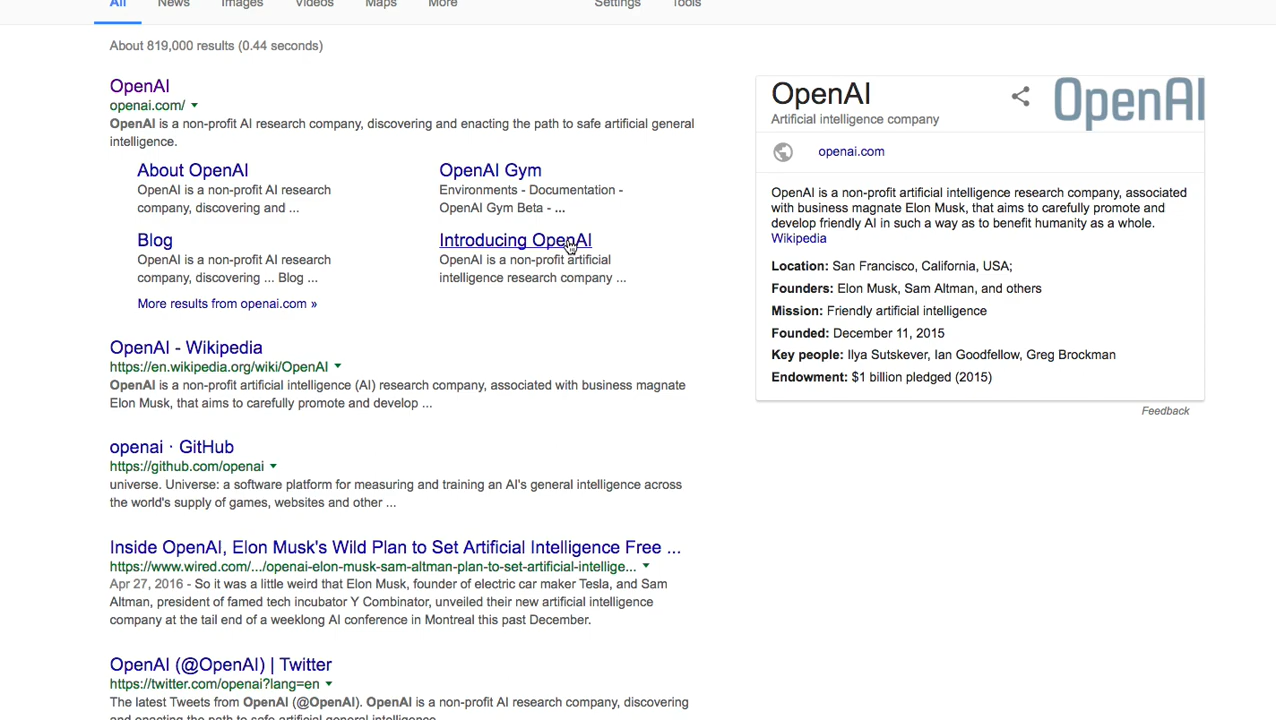 All News Images Videos Maps More Settings Tools
About 819,000 results (0.44 seconds)
OpenAI
openai.com/
OpenAI is a non-profit AI research company, discovering and enacting the path to safe artificial general
intelligence.
About OpenAI
OpenAI is a non-profit AI research
company, discovering and ...
OpenAI Gym
Environments - Documentation -
OpenAI Gym Beta - ...
Blog
OpenAI is a non-profit AI research
company, discovering ... Blog ...
Introducing OpenAI
OpenAI is a non-profit artificial
intelligence research company ...
More results from openai.com »
OpenAI - Wikipedia
https://en.wikipedia.org/wiki/OpenAI
OpenAI is a non-profit artificial intelligence (AI) research company, associated with business magnate
Elon Musk, that aims to carefully promote and develop ...
openai · GitHub
https://github.com/openai
universe. Universe: a software platform for measuring and training an AI's general intelligence across
the world's supply of games, websites and other ...
Inside OpenAI, Elon Musk's Wild Plan to Set Artificial Intelligence Free ...
https://www.wired.com/.../openai-elon-musk-sam-altman-plan-to-set-artificial-intellige...
Apr 27, 2016 - So it was a little weird that Elon Musk, founder of electric car maker Tesla, and Sam
Altman, president of famed tech incubator Y Combinator, unveiled their new artificial intelligence
company at the tail end of a weeklong AI conference in Montreal this past December.
OpenAI (@OpenAI) | Twitter
https://twitter.com/openai?lang=en
The latest Tweets from OpenAI (@OpenAI). OpenAI is a non-profit AI research company, discovering
and enacting the path to safe artificial general intelligence.
OpenAI
Artificial intelligence company
OpenAI
openai.com
OpenAI is a non-profit artificial intelligence research company, associated
with business magnate Elon Musk, that aims to carefully promote and
develop friendly AI in such a way as to benefit humanity as a whole.
Wikipedia
Location: San Francisco, California, USA;
Founders: Elon Musk, Sam Altman, and others
Mission: Friendly artificial intelligence
Founded: December 11, 2015
Key people: Ilya Sutskever, Ian Goodfellow, Greg Brockman
Endowment: $1 billion pledged (2015)
Feedback